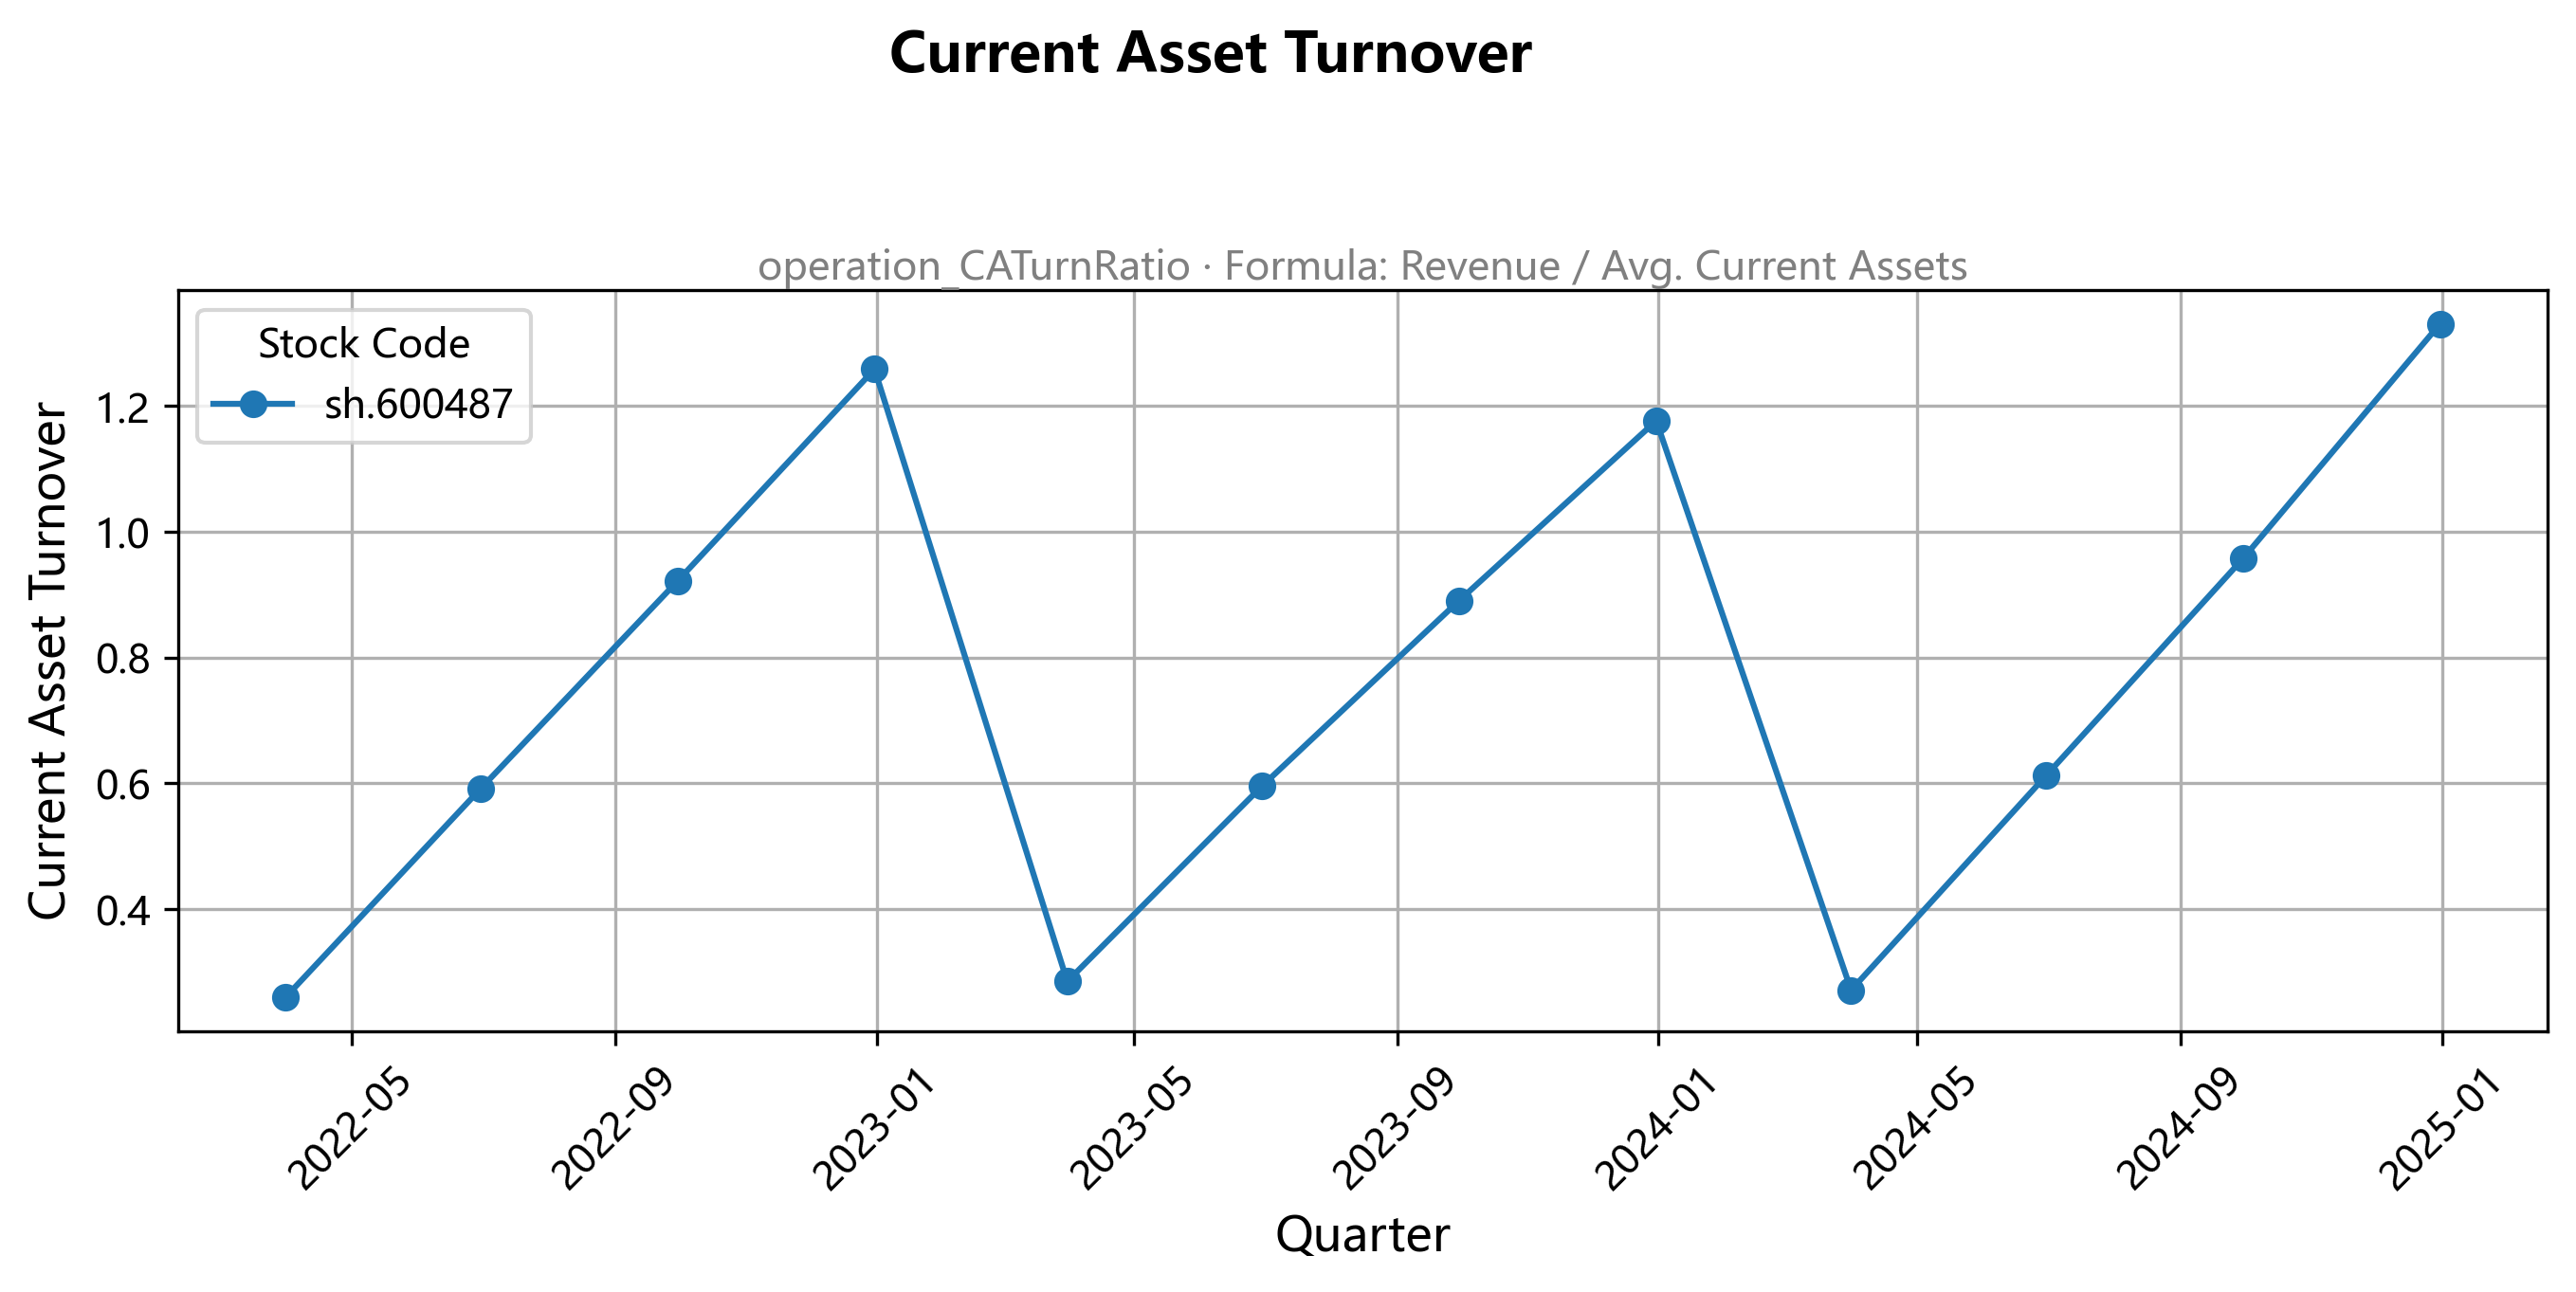 Current Asset Turnover
operation_CATurnRatio · Formula: Revenue / Avg. Current Assets
Stock Code
sh.600487
Current Asset Turnover
1.2
1.0
0.8
0.6
0.4
2022-05
2022-09
2023-01
2023-05
2023-09
2024-01
2024-05
2024-09
2025-01
Quarter